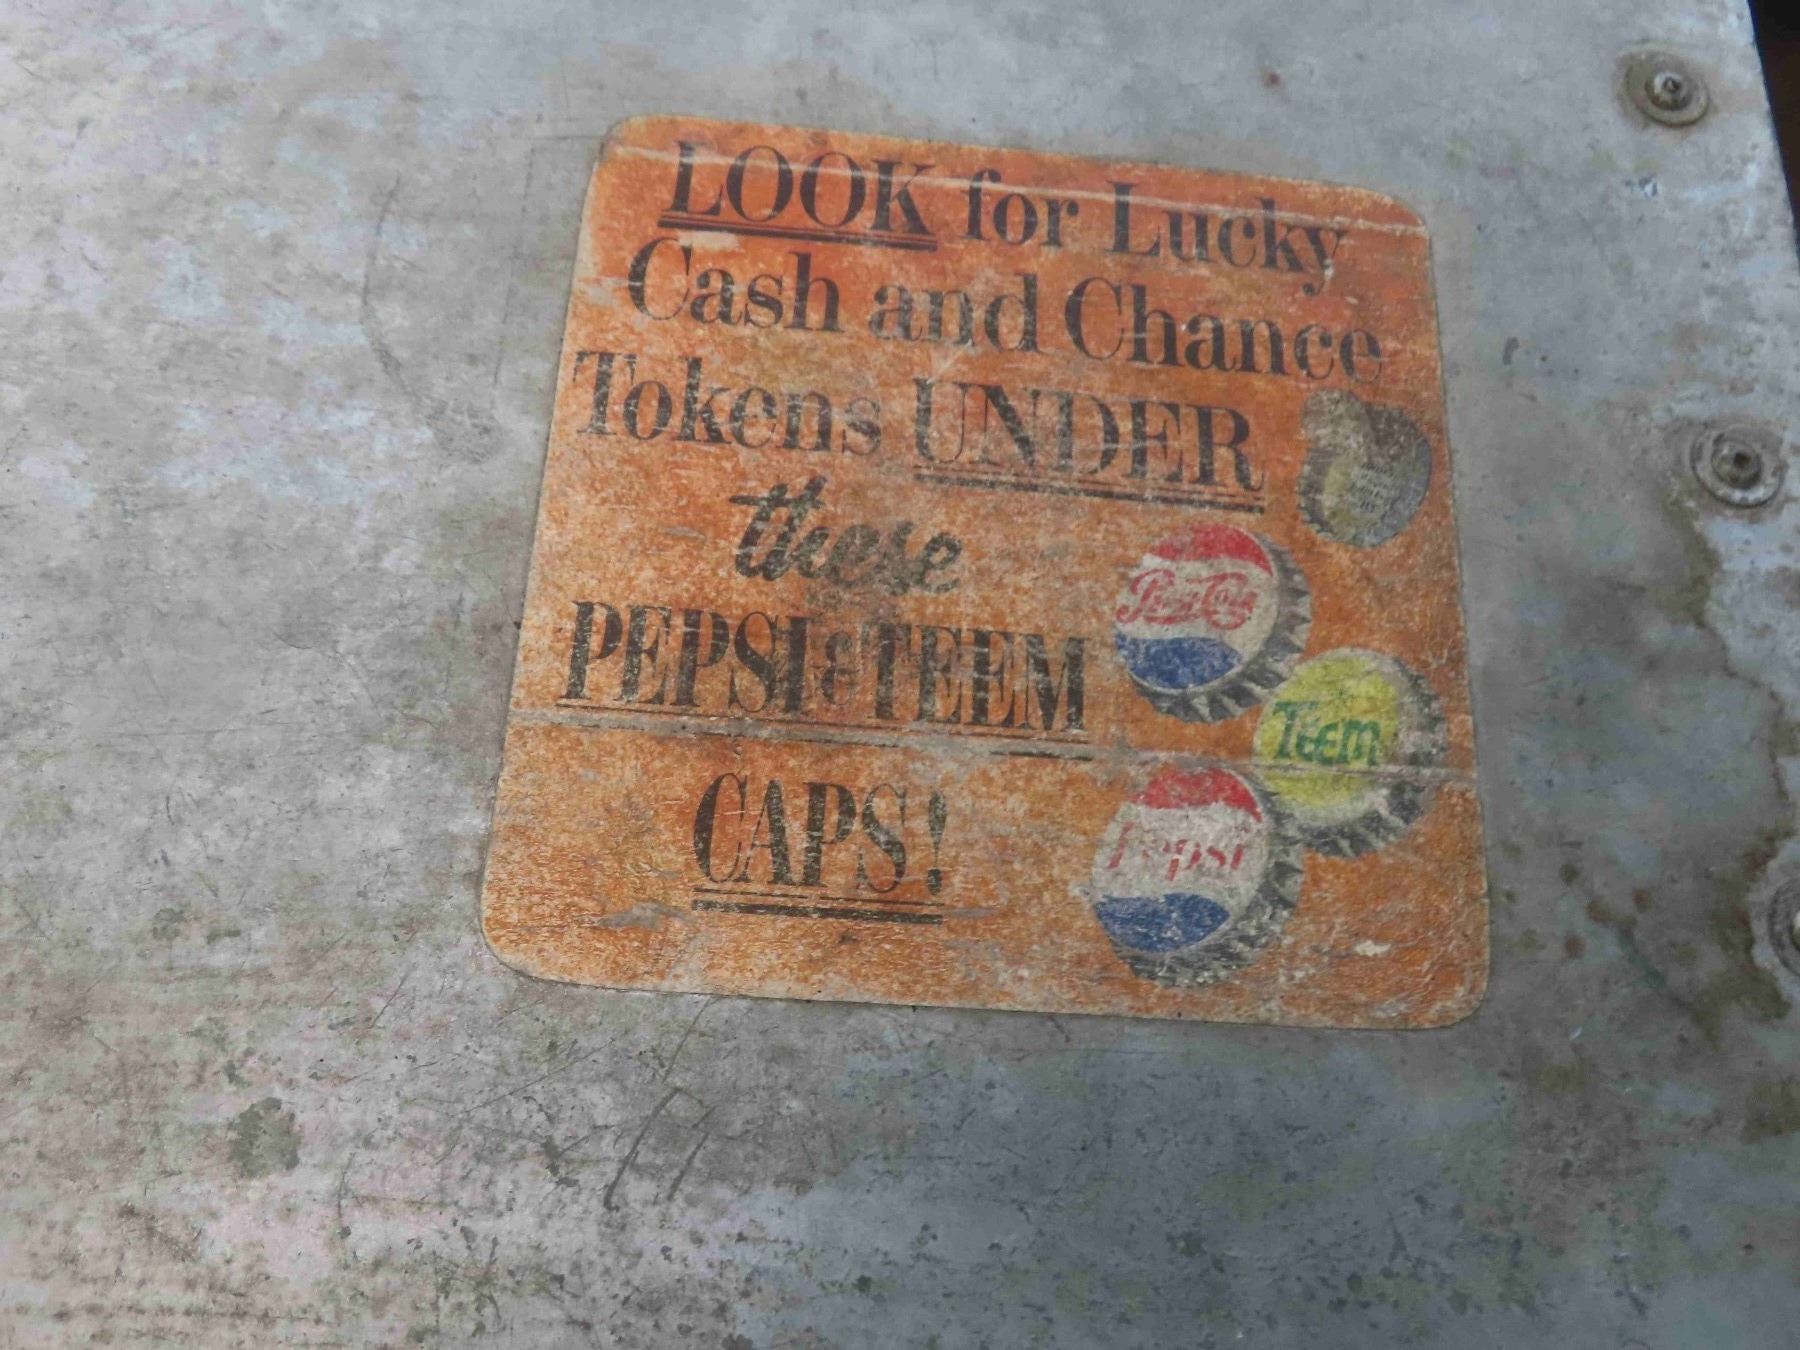 LOOK for Lucky
Cash and Chance
Tokens UNDER
these
PEPSI & TEEM
CAPS!
Pepsi-Cola
Teem
Pepsi